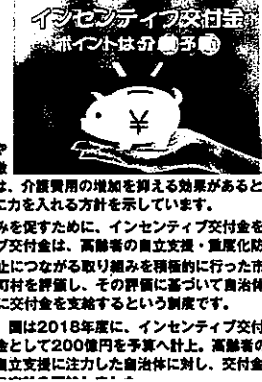 インセンティブ交付金
ポイントは介護予防
¥
は、介護費用の増加を抑える効果があると
に力を入れる方針を示しています。
みを促すために、インセンティブ交付金を
ブ交付金は、高齢者の自立支援・重度化防
止につながる取り組みを積極的に行った市
町村を評価し、その評価に基づいて自治体
に交付金を支給するという制度です。
国は2018年度に、インセンティブ交付
金として200億円を予算へ計上。高齢者の
自立支援に注力した自治体に対し、交付金